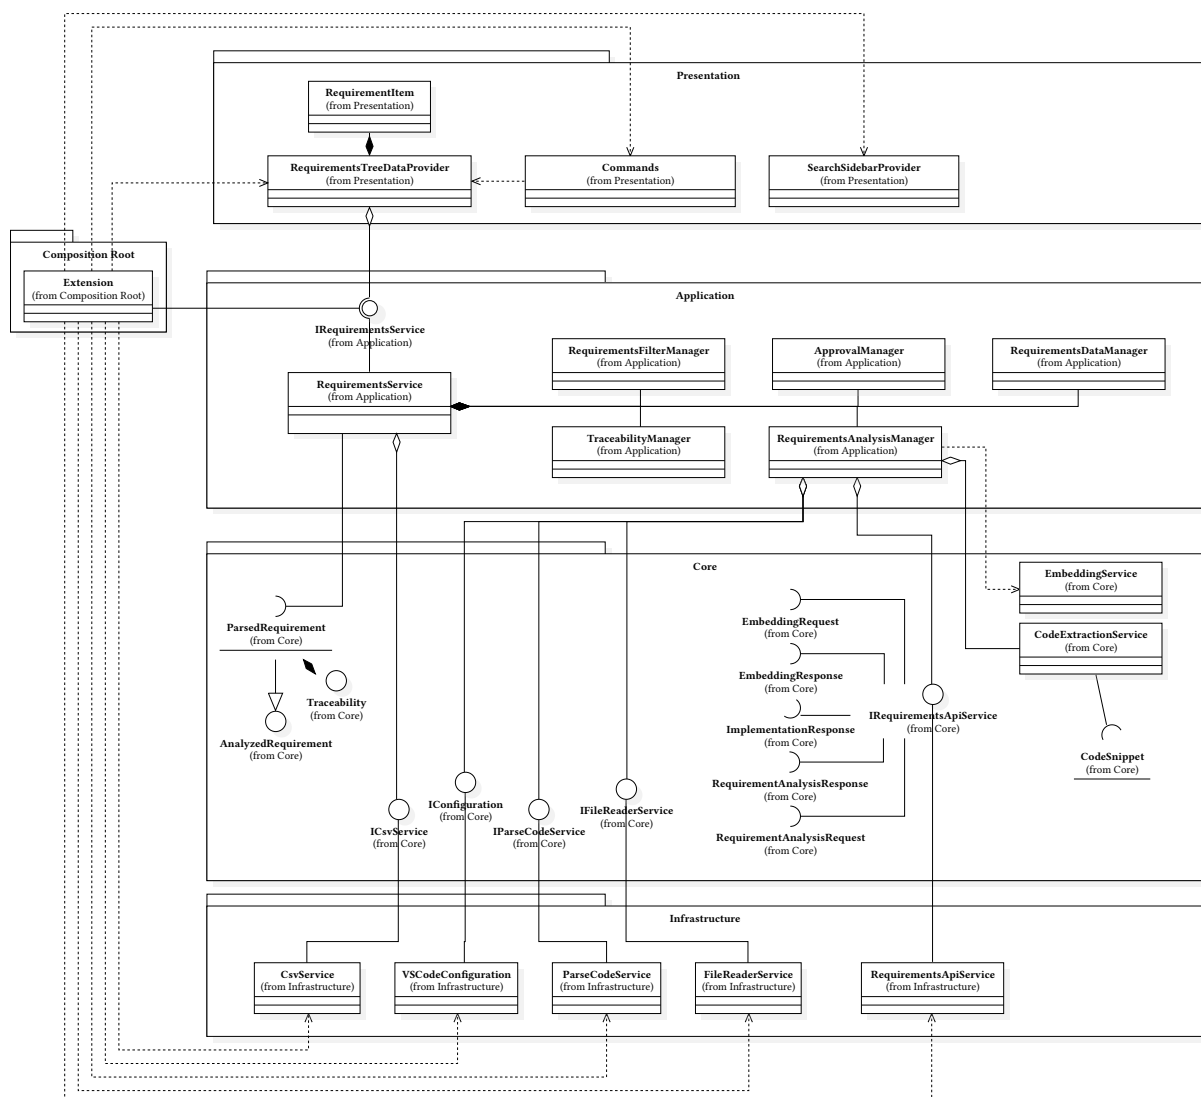 Presentation
RequirementItem
(from Presentation)
RequirementsTreeDataProvider
(from Presentation)
Commands
(from Presentation)
SearchSidebarProvider
(from Presentation)
Composition Root
Extension
(from Composition Root)
Application
IRequirementsService
(from Application)
RequirementsFilterManager
(from Application)
ApprovalManager
(from Application)
RequirementsDataManager
(from Application)
RequirementsService
(from Application)
TraceabilityManager
(from Application)
RequirementsAnalysisManager
(from Application)
Core
EmbeddingService
(from Core)
ParsedRequirement
(from Core)
EmbeddingRequest
(from Core)
CodeExtractionService
(from Core)
EmbeddingResponse
(from Core)
Traceability
(from Core)
IRequirementsApiService
(from Core)
ImplementationResponse
(from Core)
AnalyzedRequirement
(from Core)
CodeSnippet
(from Core)
RequirementAnalysisResponse
(from Core)
IConfiguration
(from Core)
IFileReaderService
(from Core)
ICsvService
(from Core)
IParseCodeService
(from Core)
RequirementAnalysisRequest
(from Core)
Infrastructure
CsvService
(from Infrastructure)
VSCodeConfiguration
(from Infrastructure)
ParseCodeService
(from Infrastructure)
FileReaderService
(from Infrastructure)
RequirementsApiService
(from Infrastructure)